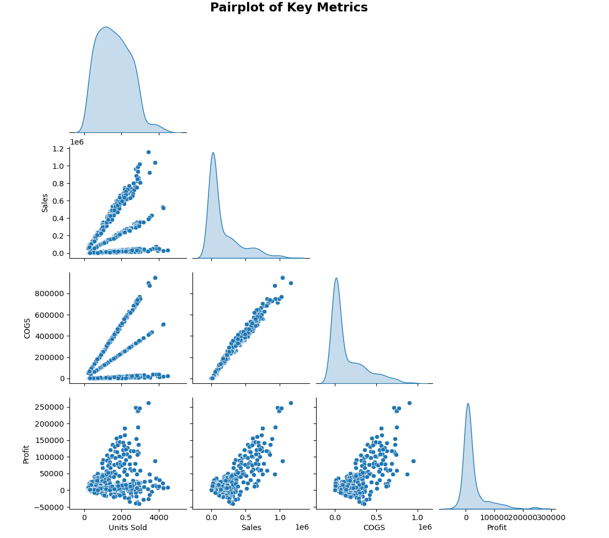 Pairplot of Key Metrics
1e6
1.2
1.0
0.8
0.6
0.4
0.2
0.0
Sales
800000
600000
400000
200000
0
COGS
250000
200000
150000
100000
50000
0
−50000
Profit
0 2000 4000
0.0 0.5 1.0
0.0 0.5 1.0
0 100000 200000 300000
Units Sold
Sales
1e6
COGS
1e6
Profit